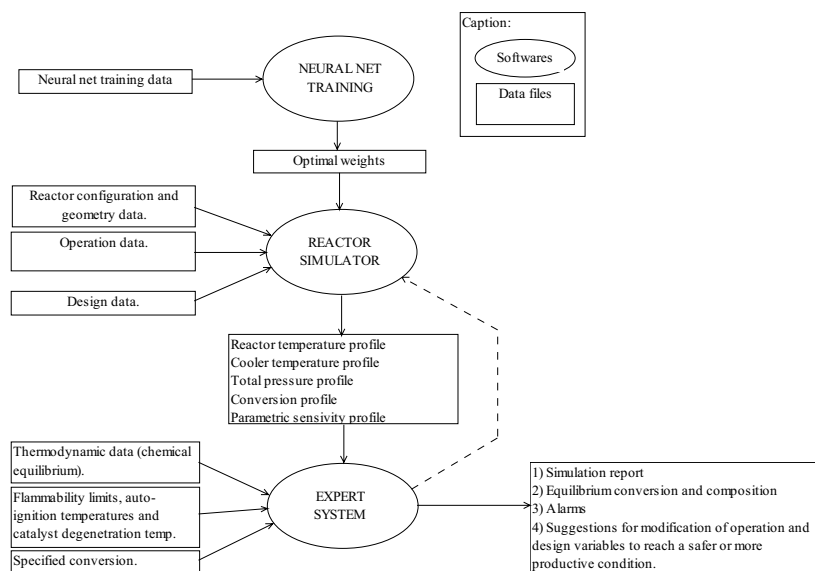 Caption:
Softwares
Data files
Neural net training data
NEURAL NET
TRAINING
Optimal weights
Reactor configuration and
geometry data.
Operation data.
Design data.
REACTOR
SIMULATOR
Reactor temperature profile
Cooler temperature profile
Total pressure profile
Conversion profile
Parametric sensivity profile
Thermodynamic data (chemical
equilibrium).
Flammability limits, auto-
ignition temperatures and
catalyst degenetration temp.
Specified conversion.
EXPERT
SYSTEM
1) Simulation report
2) Equilibrium conversion and composition
3) Alarms
4) Suggestions for modification of operation and
design variables to reach a safer or more
productive condition.